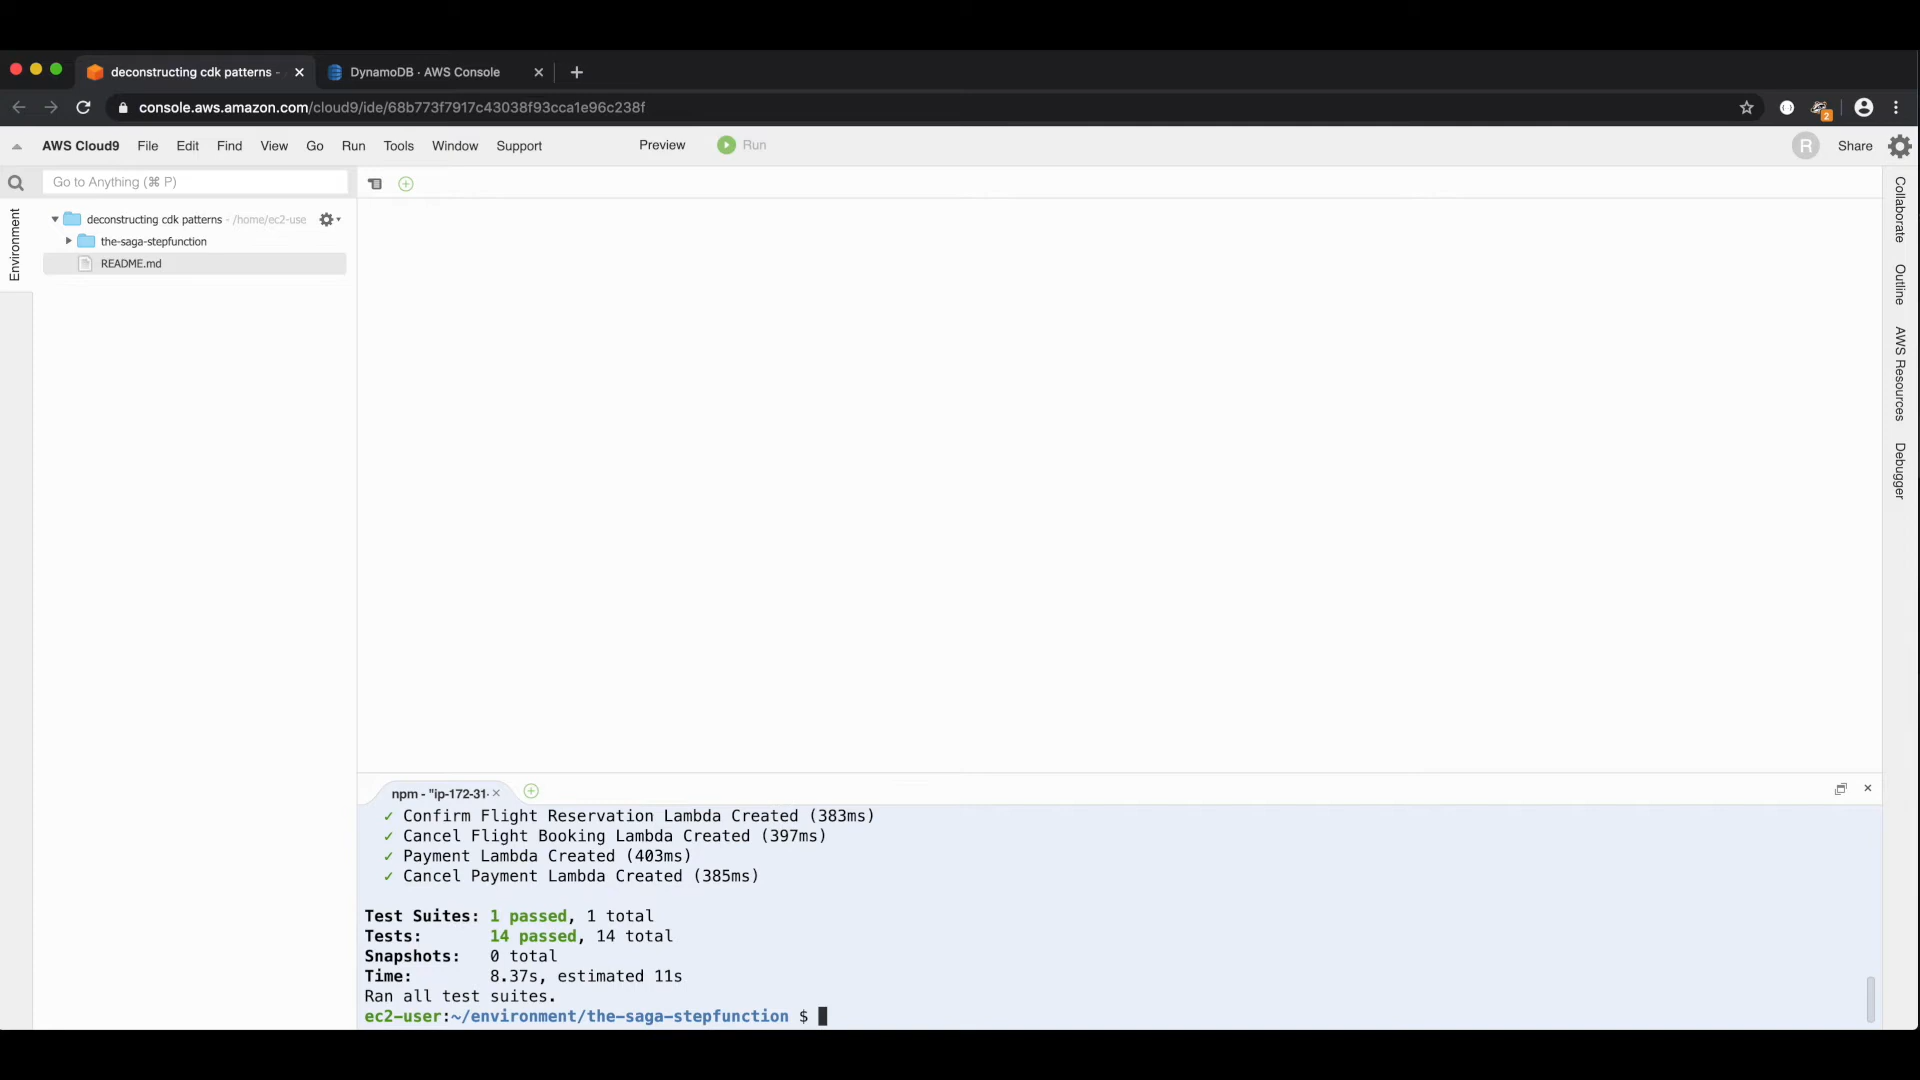 deconstructing cdk patterns -
DynamoDB · AWS Console
console.aws.amazon.com/cloud9/ide/68b773f7917c43038f93cca1e96c238f
2
AWS Cloud9 File Edit Find View Go Run Tools Window Support Preview Run R Share
Go to Anything (⌘ P)
Environment
deconstructing cdk patterns - /home/ec2-use
the-saga-stepfunction
README.md
Collaborate
Outline
AWS Resources
Debugger
npm - "ip-172-31-
✓ Confirm Flight Reservation Lambda Created (383ms)
✓ Cancel Flight Booking Lambda Created (397ms)
✓ Payment Lambda Created (403ms)
✓ Cancel Payment Lambda Created (385ms)
Test Suites: 1 passed, 1 total
Tests: 14 passed, 14 total
Snapshots: 0 total
Time: 8.37s, estimated 11s
Ran all test suites.
ec2-user:~/environment/the-saga-stepfunction $